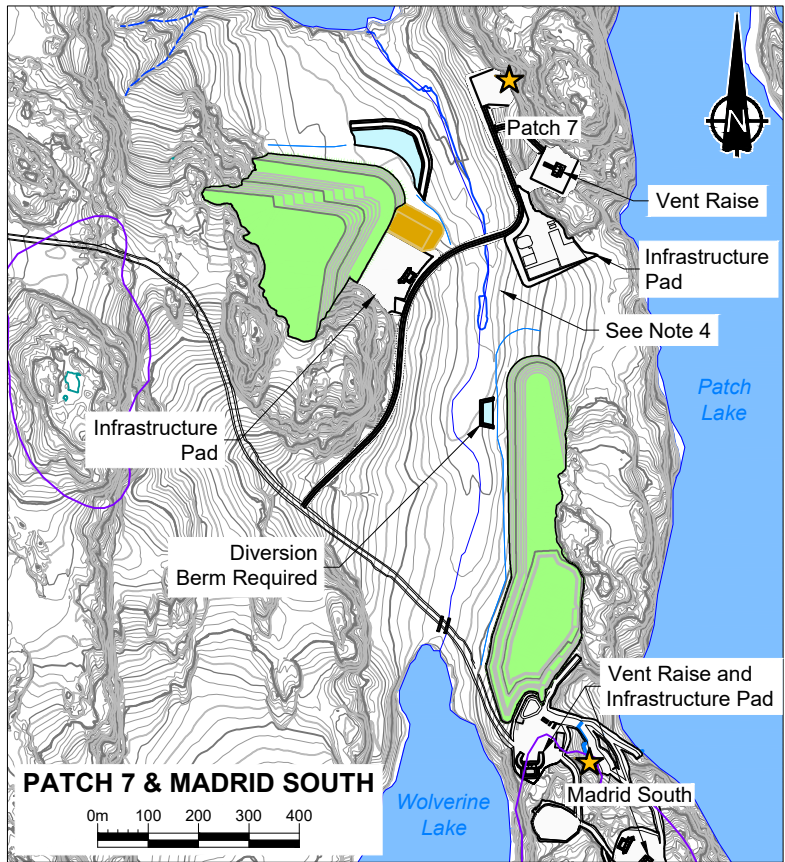 N
Patch 7
Vent Raise
Infrastructure
Pad
See Note 4
Patch
Lake
Infrastructure
Pad
Diversion
Berm Required
Vent Raise and
Infrastructure Pad
PATCH 7 & MADRID SOUTH
0m 100 200 300 400
Wolverine
Lake
Madrid South